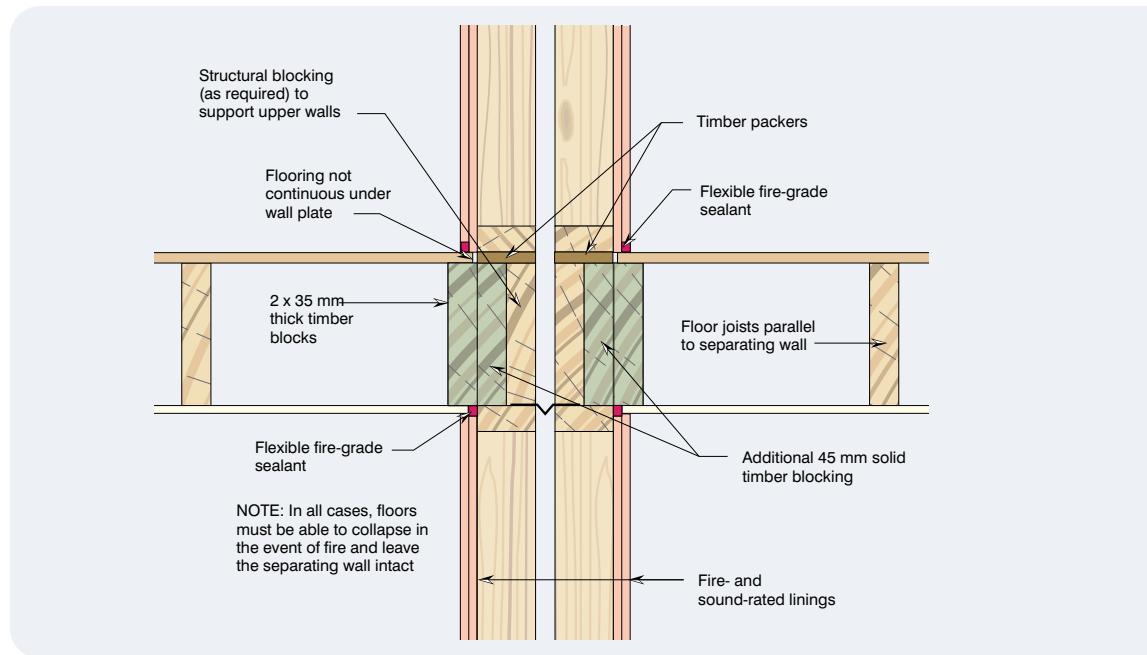 Structural blocking
(as required) to
support upper walls
Timber packers
Flooring not
continuous under
wall plate
Flexible fire-grade
sealant
2 x 35 mm
thick timber
blocks
Floor joists parallel
to separating wall
Flexible fire-grade
sealant
Additional 45 mm solid
timber blocking
NOTE: In all cases, floors
must be able to collapse in
the event of fire and leave
the separating wall intact
Fire- and
sound-rated linings